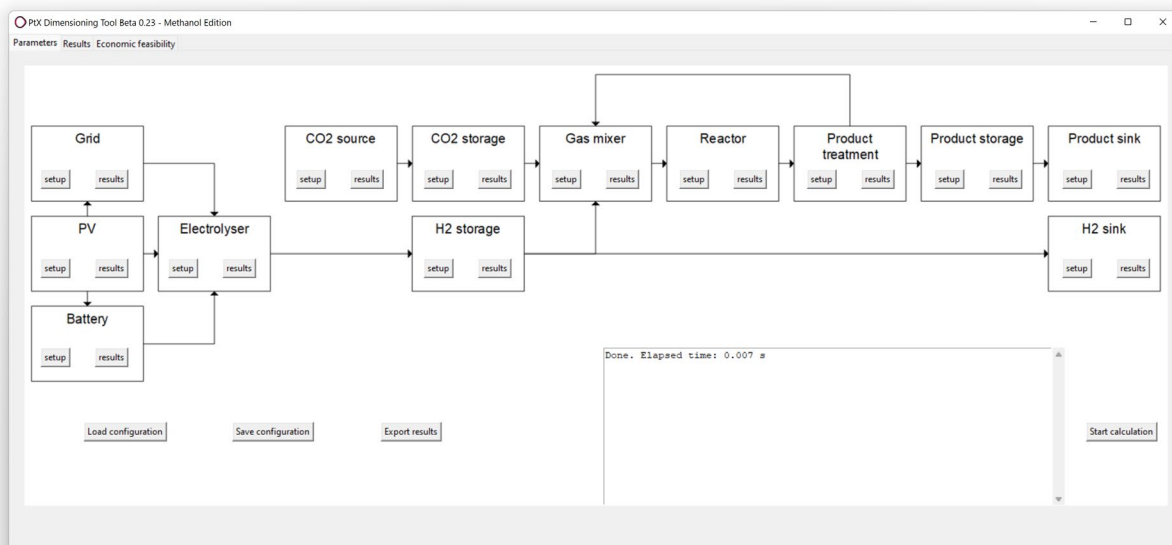 PtX Dimensioning Tool Beta 0.23 - Methanol Edition
Parameters Results Economic feasibility
Grid
setup results
CO2 source
setup results
CO2 storage
setup results
Gas mixer
setup results
Reactor
setup results
Product
treatment
setup results
Product storage
setup results
Product sink
setup results
PV
setup results
Electrolyser
setup results
H2 storage
setup results
H2 sink
setup results
Battery
setup results
Done. Elapsed time: 0.007 s
Load configuration
Save configuration
Export results
Start calculation